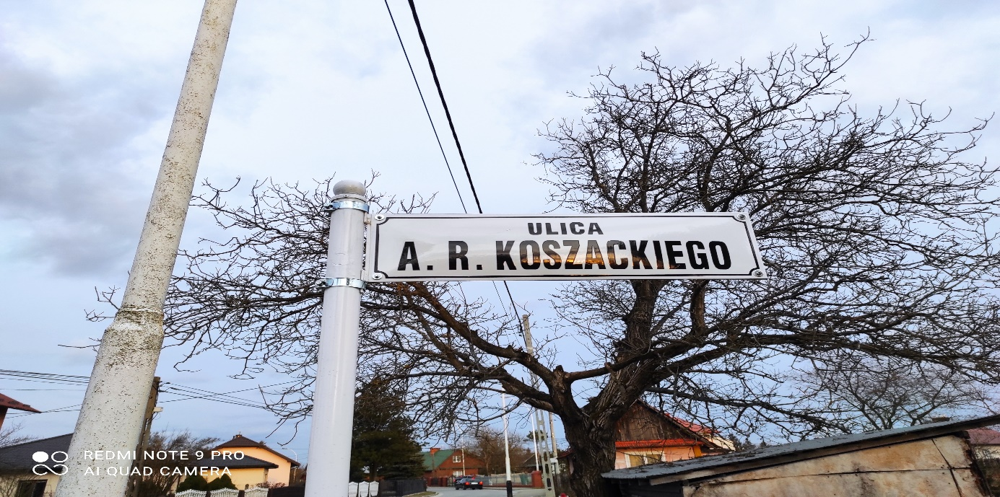 ULICA
A. R. KOSZACKIEGO
REDMI NOTE 9 PRO
AI QUAD CAMERA